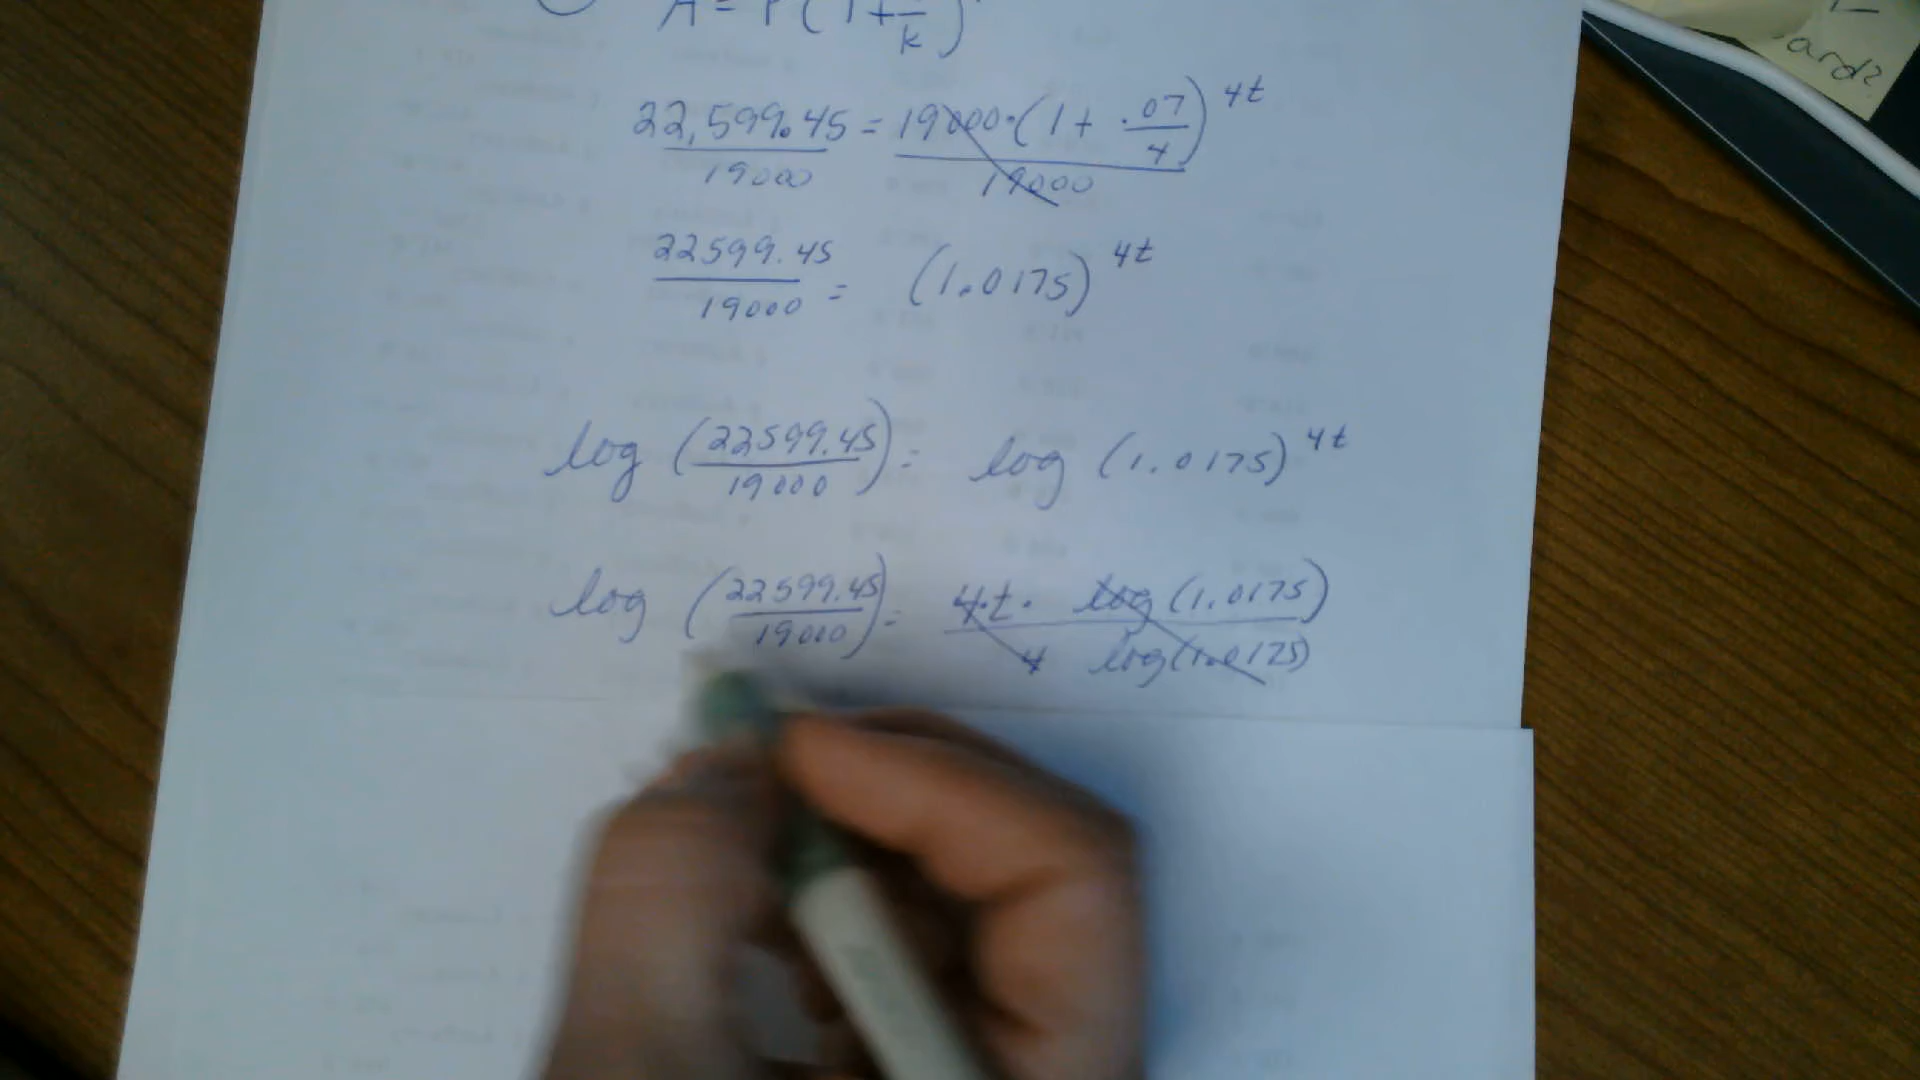 A = P(1 + /k)
ard?
22,599.45/19000 = 19000·(1 + .07/4)^4t/19000
22599.45/19000 = (1.0175)^4t
log (22599.45/19000) = log (1.0175)^4t
log (22599.45/19000) = 4·t· log (1.0175)/4 log(1.0175)